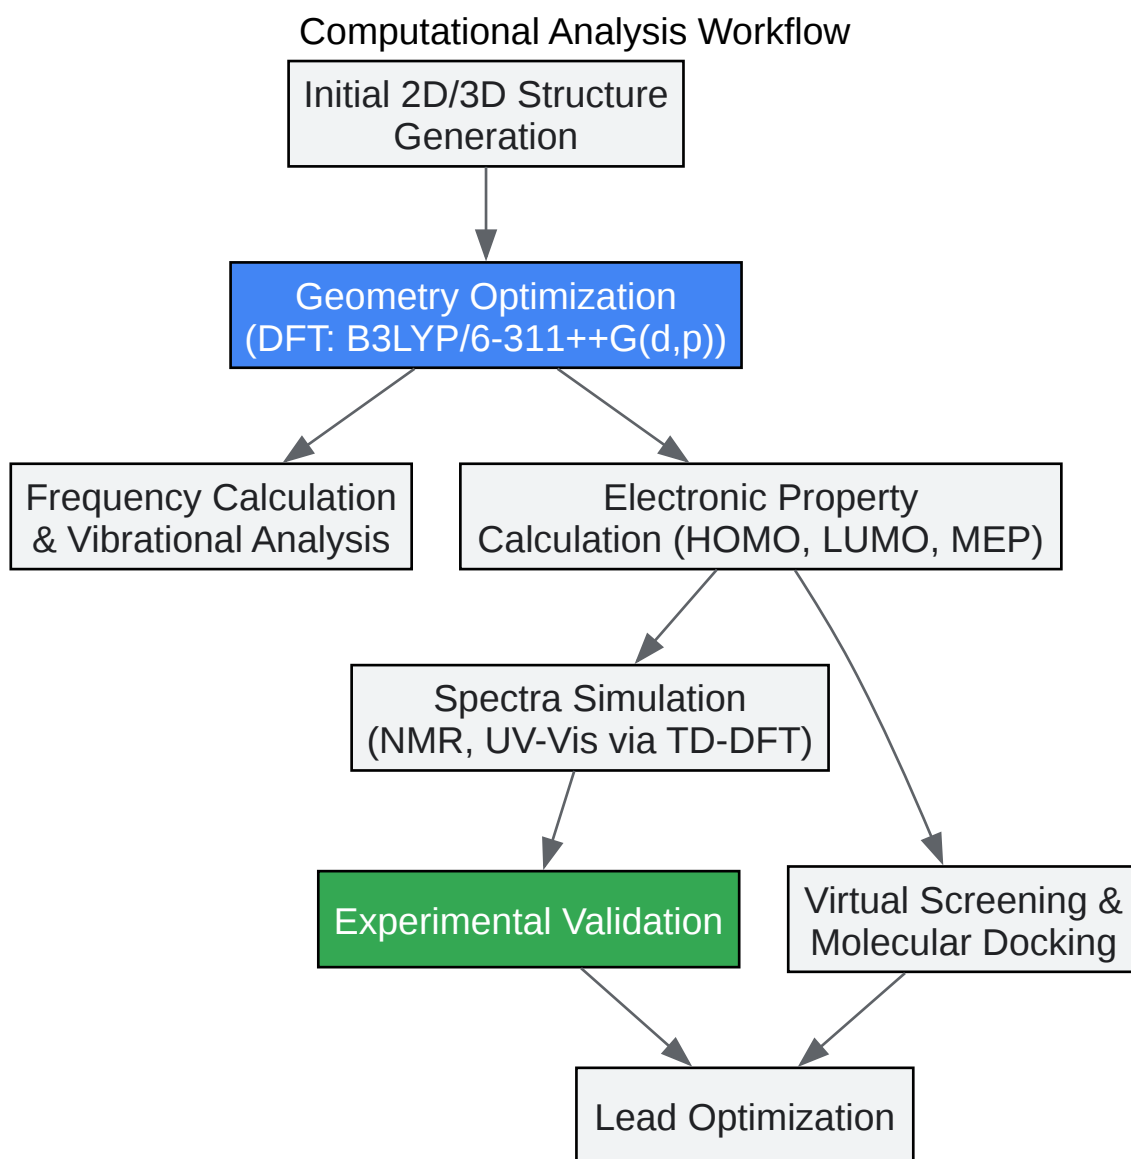 Computational Analysis Workflow
Initial 2D/3D Structure
Generation
Geometry Optimization
(DFT: B3LYP/6-311++G(d,p))
Frequency Calculation
& Vibrational Analysis
Electronic Property
Calculation (HOMO, LUMO, MEP)
Spectra Simulation
(NMR, UV-Vis via TD-DFT)
Experimental Validation
Virtual Screening &
Molecular Docking
Lead Optimization